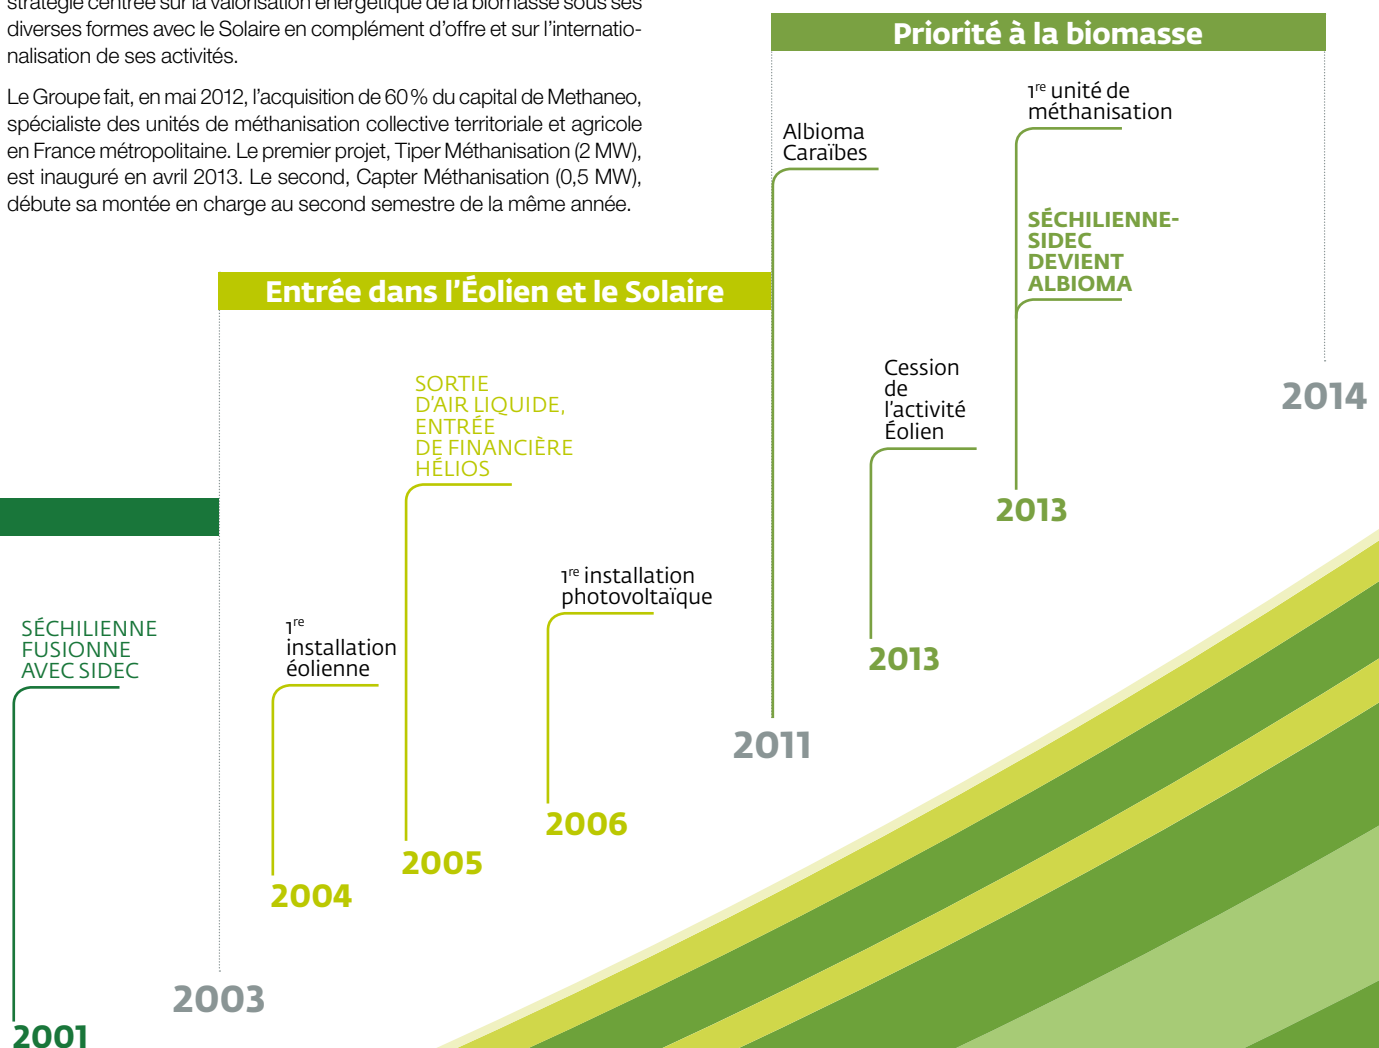 stratégie centrée sur la valorisation énergétique de la biomasse sous ses
diverses formes avec le Solaire en complément d'offre et sur l'internatio-
nalisation de ses activités.
Le Groupe fait, en mai 2012, l'acquisition de 60 % du capital de Methaneo,
spécialiste des unités de méthanisation collective territoriale et agricole
en France métropolitaine. Le premier projet, Tiper Méthanisation (2 MW),
est inauguré en avril 2013. Le second, Capter Méthanisation (0,5 MW),
débute sa montée en charge au second semestre de la même année.
SÉCHILIENNE
FUSIONNE
AVEC SIDEC
2001
2003
Entrée dans l'Éolien et le Solaire
1re
installation
éolienne
2004
SORTIE
D'AIR LIQUIDE,
ENTRÉE
DE FINANCIÈRE
HÉLIOS
2005
1re installation
photovoltaïque
2006
2011
Priorité à la biomasse
Albioma
Caraïbes
Cession
de
l'activité
Éolien
2013
1re unité de
méthanisation
SÉCHILIENNE-
SIDEC
DEVIENT
ALBIOMA
2013
2014